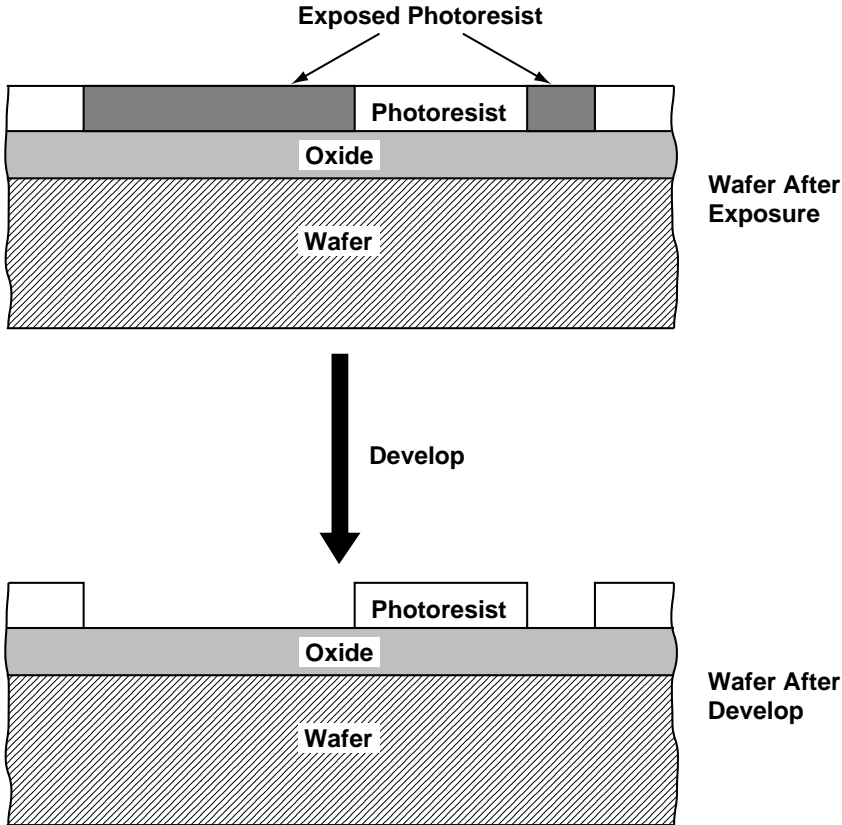 Exposed Photoresist
Photoresist
Oxide
Wafer After
Exposure
Wafer
Develop
Photoresist
Oxide
Wafer After
Develop
Wafer